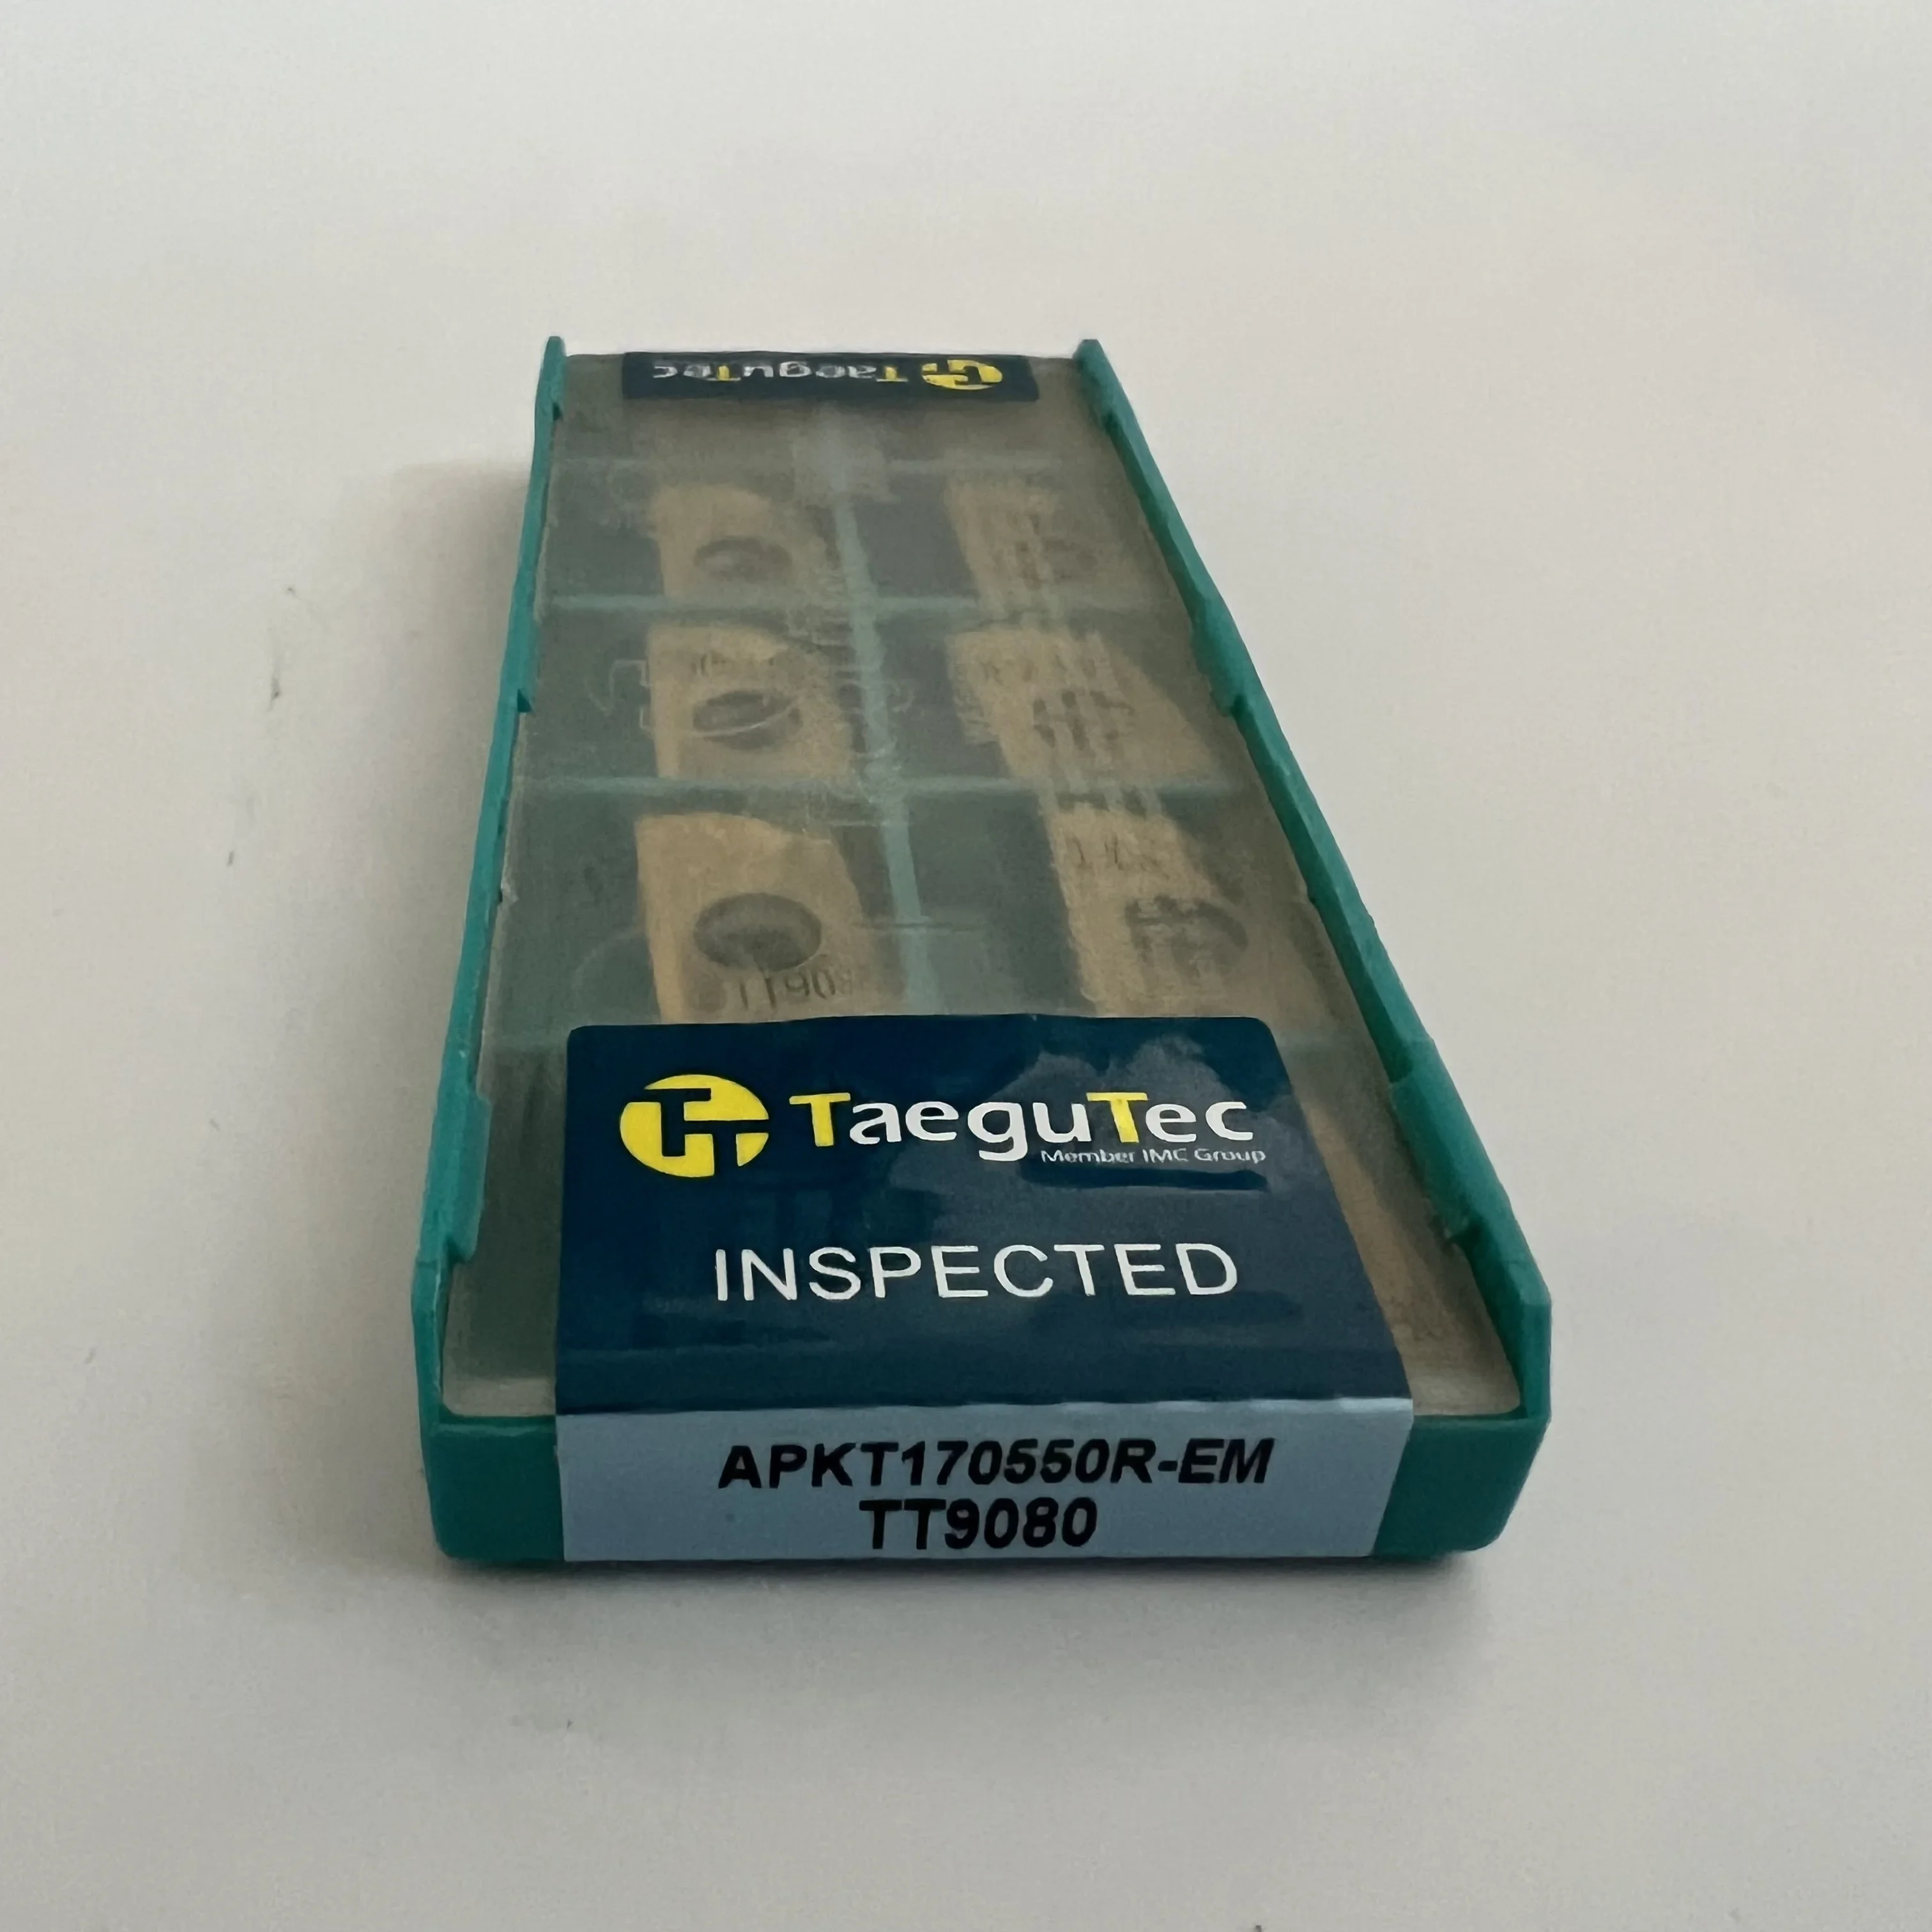 TaeguTec
TaeguTec
Member IMC Group
INSPECTED
APKT170550R-EM
TT9080